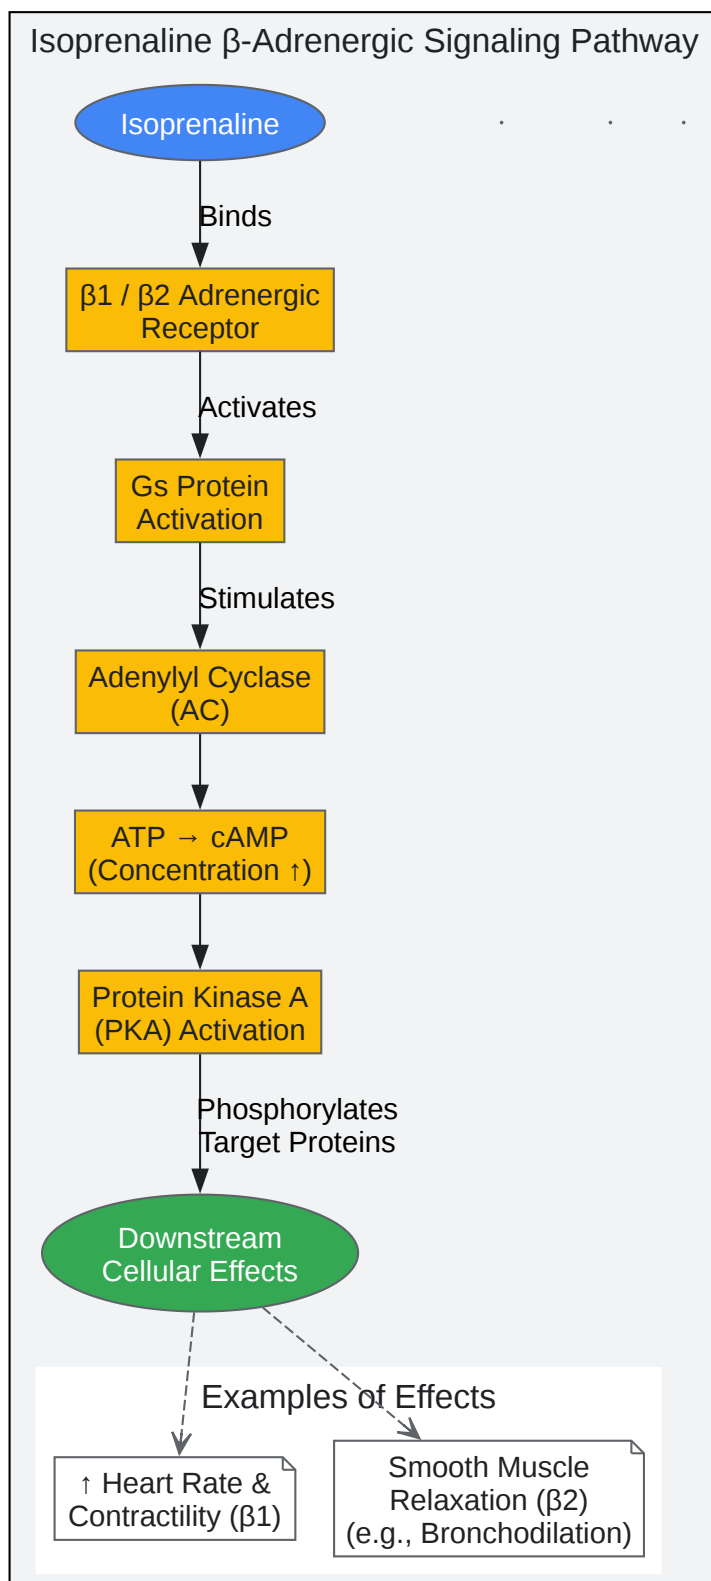 Isoprenaline β-Adrenergic Signaling Pathway
Isoprenaline
Binds
β1 / β2 Adrenergic
Receptor
Activates
Gs Protein
Activation
Stimulates
Adenylyl Cyclase
(AC)
ATP → cAMP
(Concentration ↑)
Protein Kinase A
(PKA) Activation
Phosphorylates
Target Proteins
Downstream
Cellular Effects
Examples of Effects
↑ Heart Rate &
Contractility (β1)
Smooth Muscle
Relaxation (β2)
(e.g., Bronchodilation)